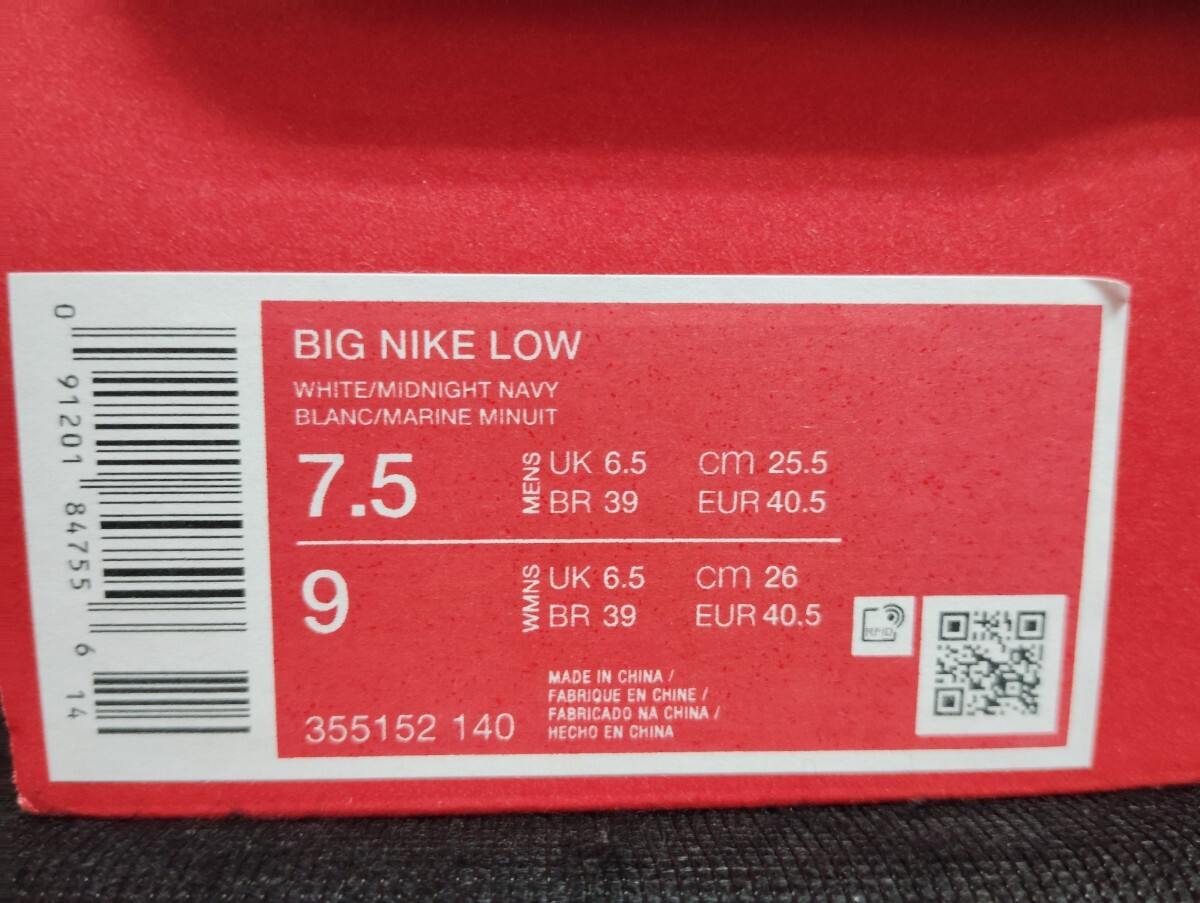 0 91201 84755 6 14
BIG NIKE LOW
WHITE/MIDNIGHT NAVY
BLANC/MARINE MINUIT
7.5 MENS UK 6.5 cm 25.5
BR 39 EUR 40.5
9 WMNS UK 6.5 cm 26
BR 39 EUR 40.5
RFID
MADE IN CHINA /
FABRIQUE EN CHINE /
FABRICADO NA CHINA /
HECHO EN CHINA
355152 140